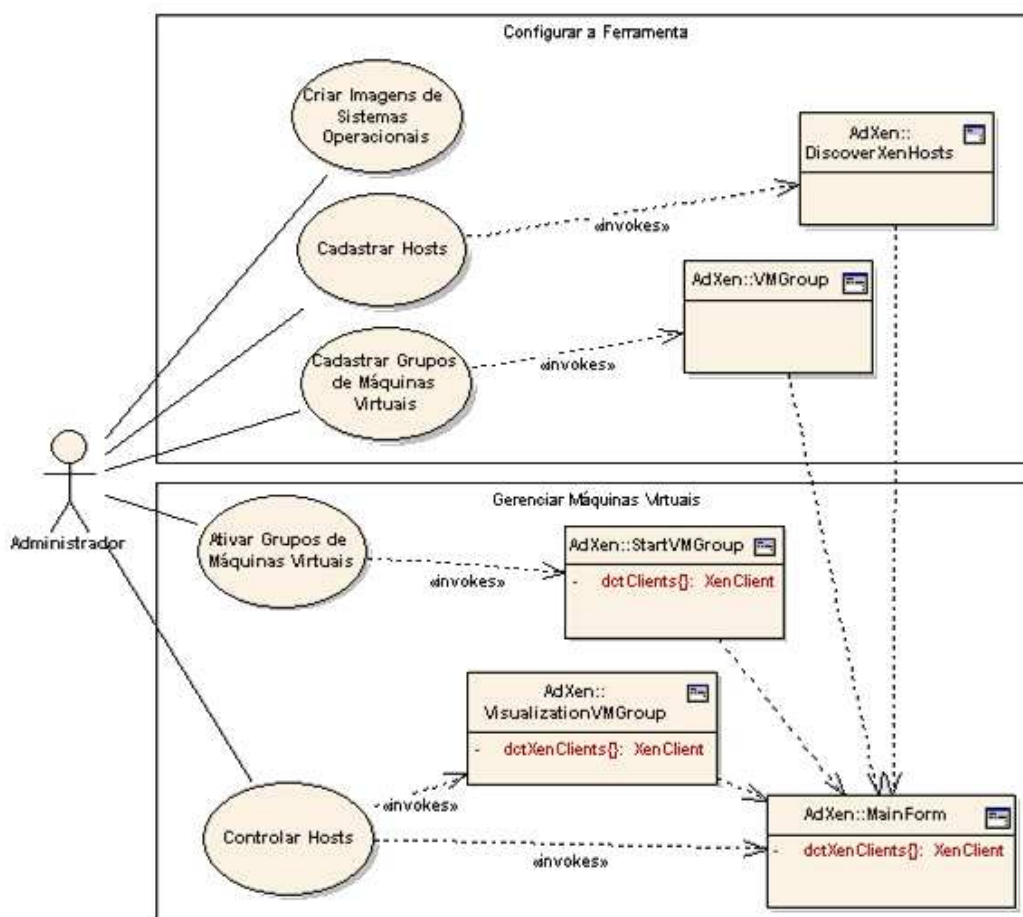 Configurar a Ferramenta
Criar Imagens de
Sistemas
Operacionais
AdXen::
DiscoverXenHosts
Cadastrar Hosts
«invokes»
AdXen::VMGroup
Cadastrar Grupos
de Máquinas
Virtuais
«invokes»
Administrador
Gerenciar Máquinas Virtuais
Ativar Grupos de
Máquinas Virtuais
«invokes»
AdXen::StartVMGroup
- dctClients{}: XenClient
AdXen::
VisualizationVMGroup
- dctXenClients{}: XenClient
«invokes»
Controlar Hosts
«invokes»
AdXen::MainForm
- dctXenClients{}: XenClient